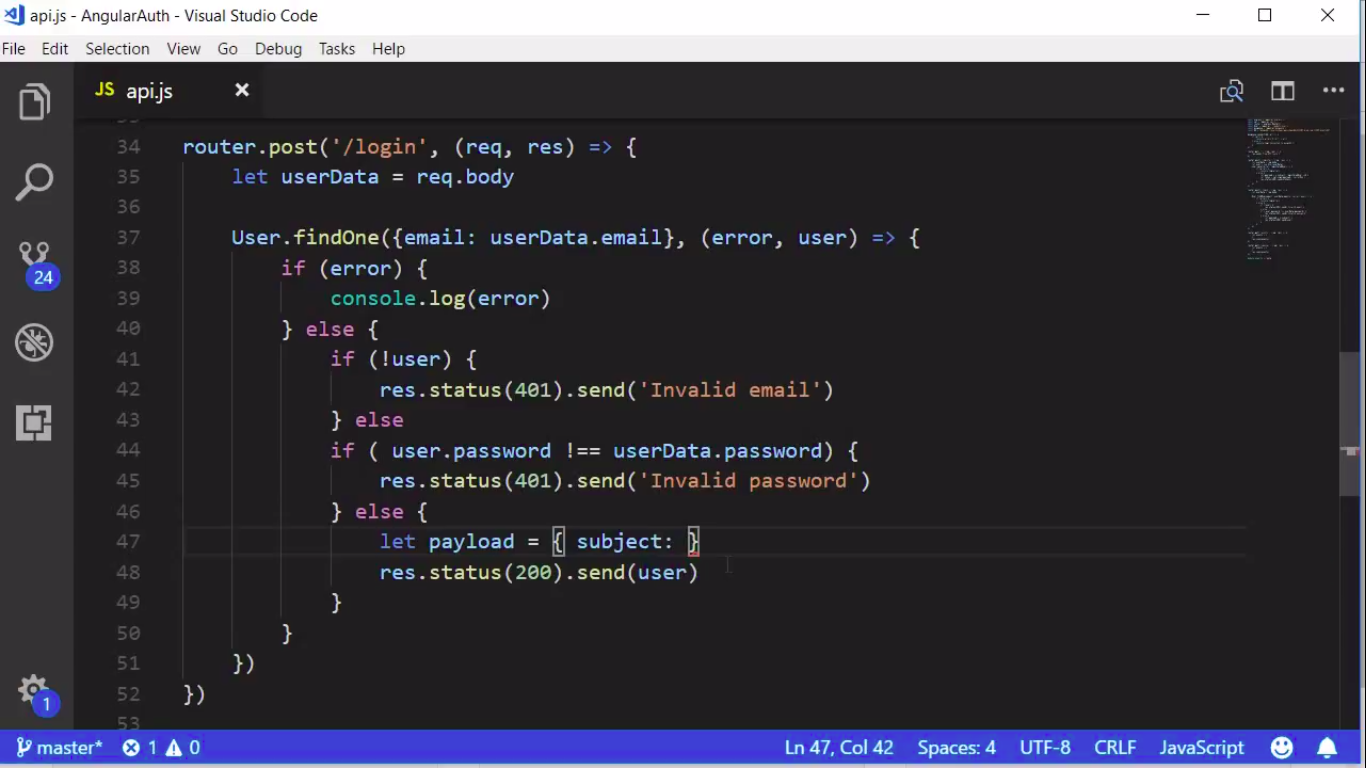 api.js - AngularAuth - Visual Studio Code
File Edit Selection View Go Debug Tasks Help
JS api.js
34 router.post('/login', (req, res) => {
35 let userData = req.body
36
37 User.findOne({email: userData.email}, (error, user) => {
38 if (error) {
39 console.log(error)
40 } else {
41 if (!user) {
42 res.status(401).send('Invalid email')
43 } else
44 if ( user.password !== userData.password) {
45 res.status(401).send('Invalid password')
46 } else {
47 let payload = { subject: }
48 res.status(200).send(user)
49 }
50 }
51 })
52 })
53
24
1
master* 1 0 Ln 47, Col 42 Spaces: 4 UTF-8 CRLF JavaScript